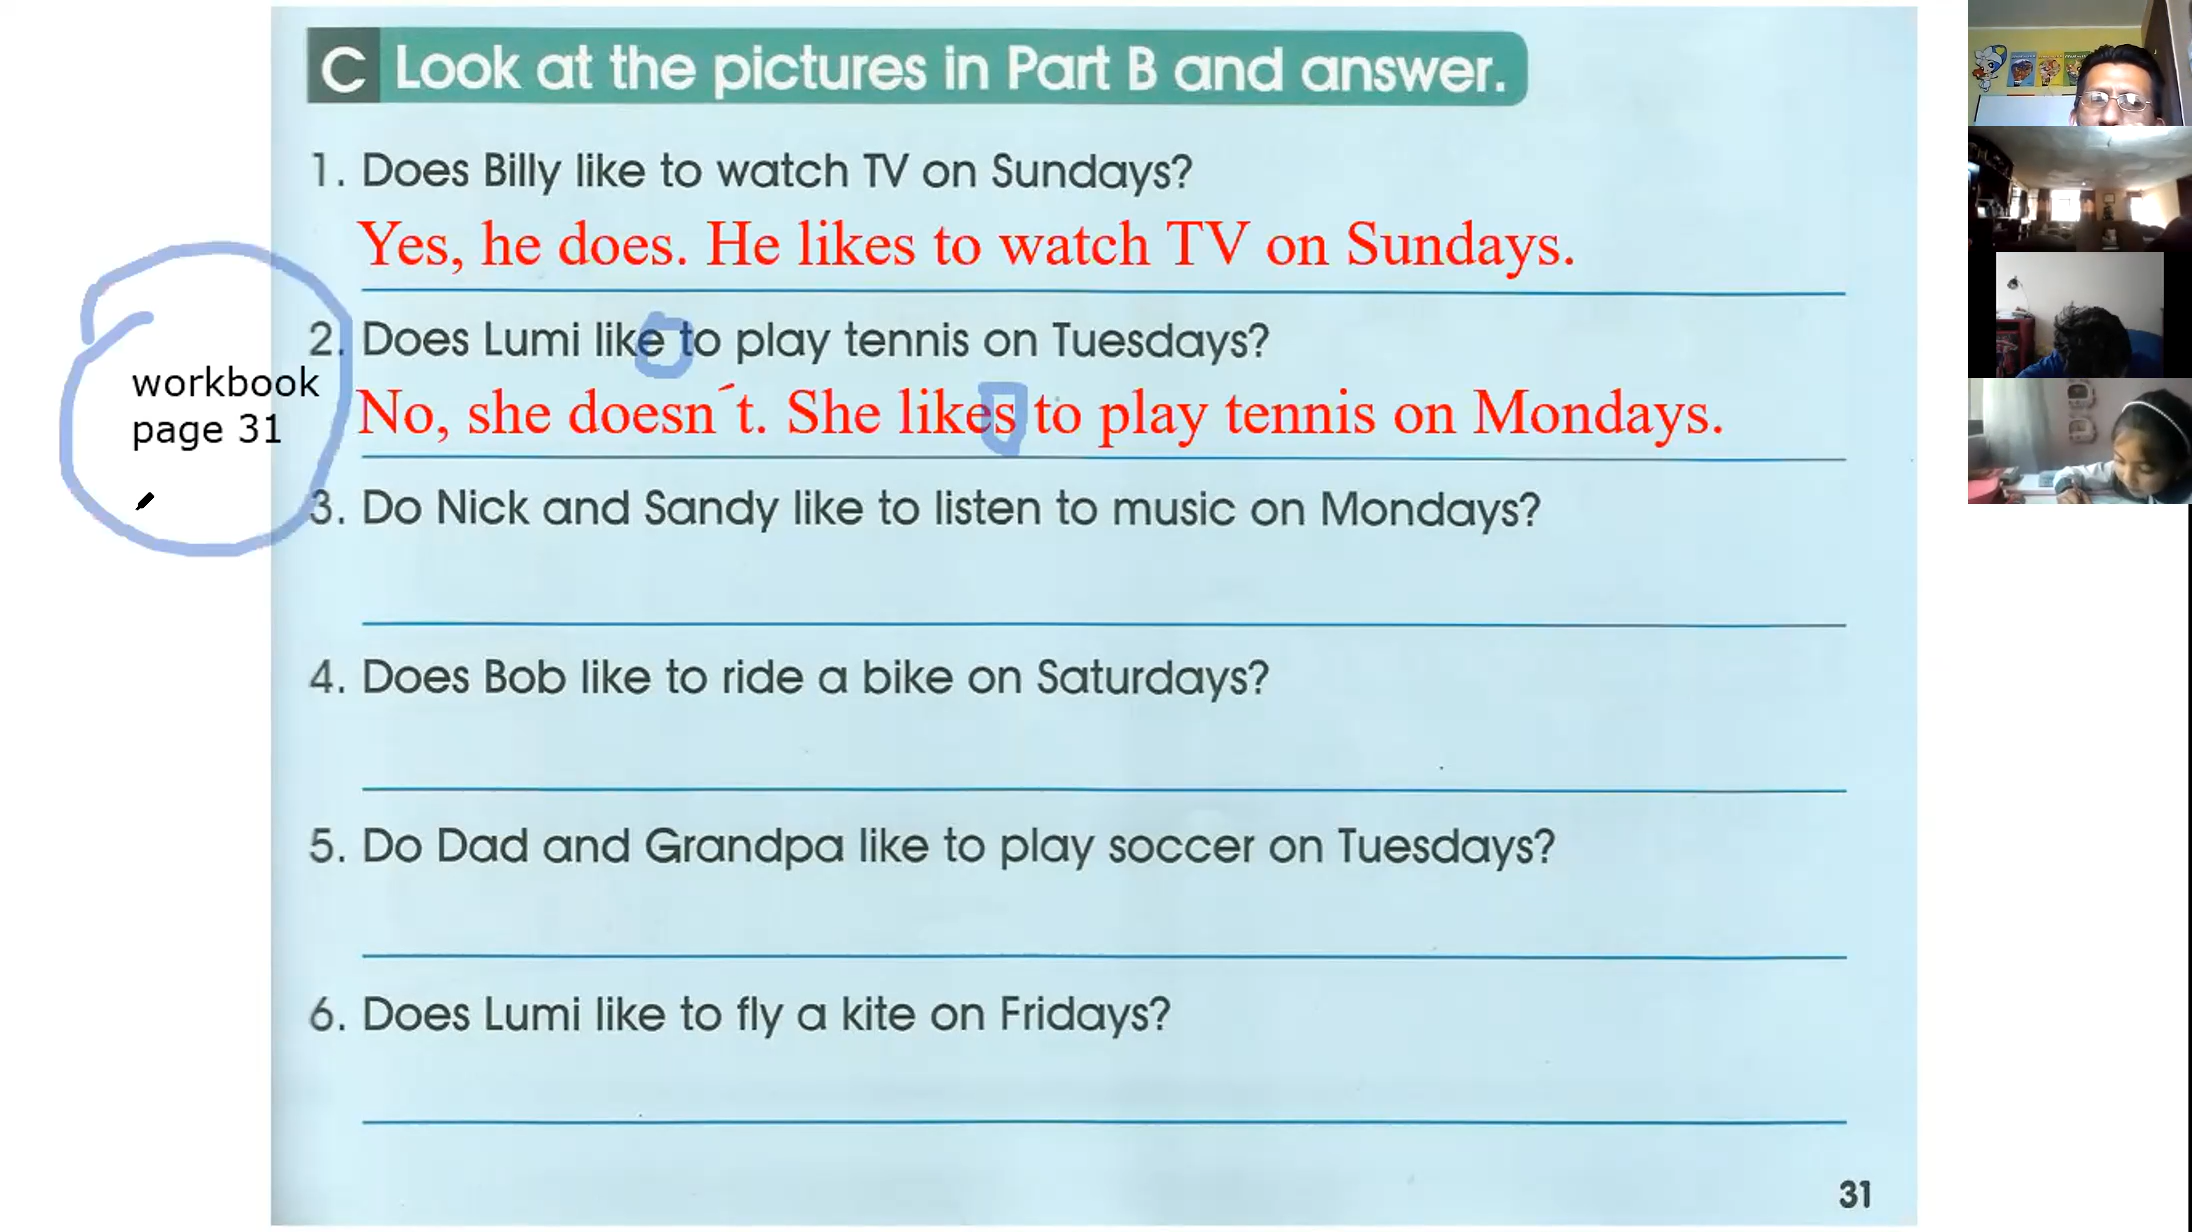 C Look at the pictures in Part B and answer.
1. Does Billy like to watch TV on Sundays?
Yes, he does. He likes to watch TV on Sundays.
2. Does Lumi like to play tennis on Tuesdays?
workbook
page 31
No, she doesn´t. She likes to play tennis on Mondays.
3. Do Nick and Sandy like to listen to music on Mondays?
4. Does Bob like to ride a bike on Saturdays?
5. Do Dad and Grandpa like to play soccer on Tuesdays?
6. Does Lumi like to fly a kite on Fridays?
31